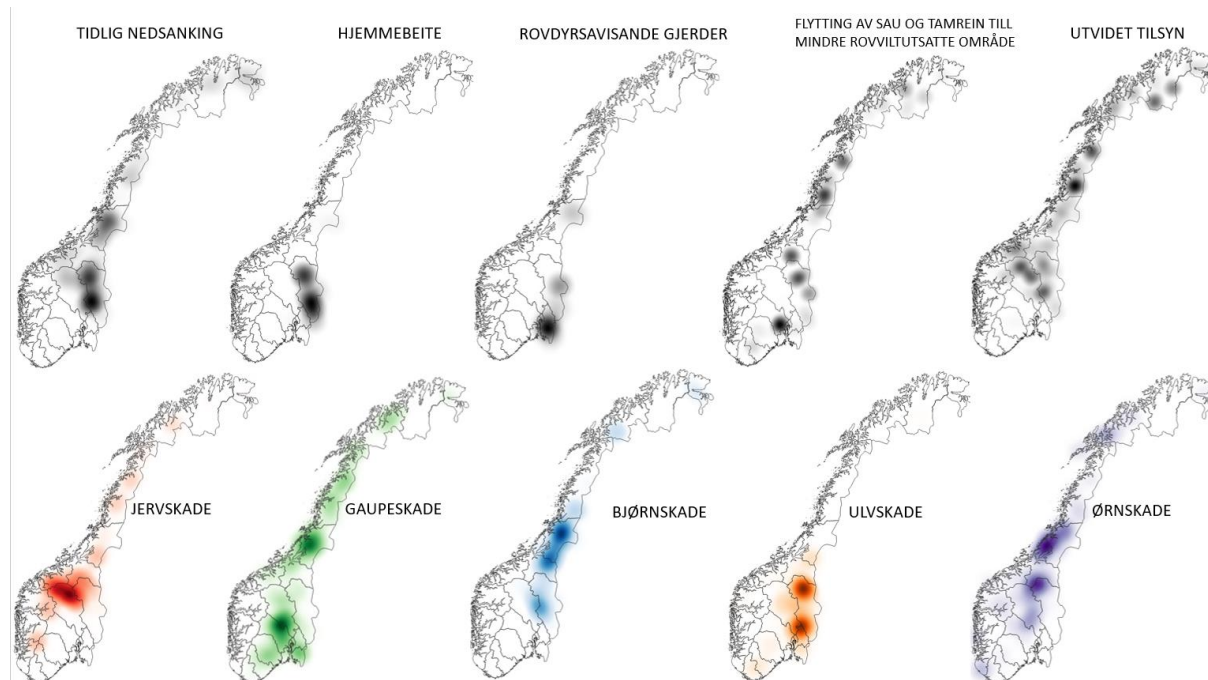 TIDLIG NEDSANKING
HJEMMEBEITE
ROVDYRSAVISANDE GJERDER
FLYTTING AV SAU OG TAMREIN TILL
MINDRE ROVVILTUTSATTE OMRÅDE
UTVIDET TILSYN
JERVSKADE
GAUPESKADE
BJØRNSKADE
ULVSKADE
ØRNSKADE